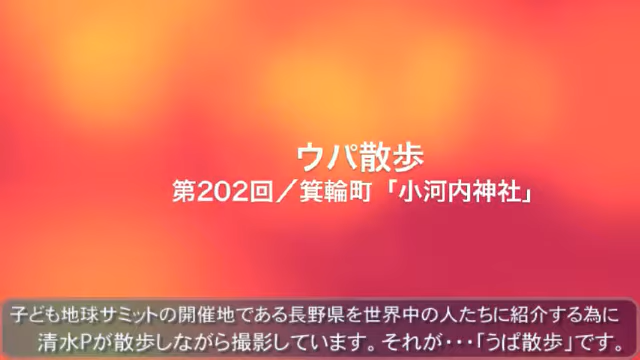 ウパ散歩
第202回／箕輪町「小河内神社」
子ども地球サミットの開催地である長野県を世界中の人たちに紹介する為に
清水Pが散歩しながら撮影しています。それが・・・「うぱ散歩」です。